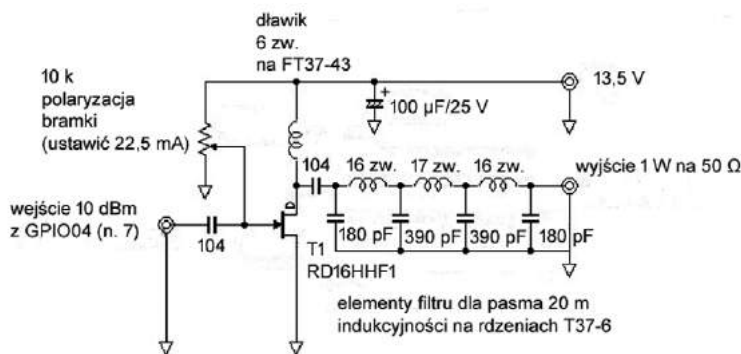 dławik
6 zw.
na FT37-43
10 k
polaryzacja
bramki
(ustawić 22,5 mA)
+
100 µF/25 V
13,5 V
104
16 zw.
17 zw.
16 zw.
wyjście 1 W na 50 Ω
wejście 10 dBm
z GPIO04 (n. 7)
104
D
180 pF
390 pF
390 pF
180 pF
T1
RD16HHF1
elementy filtru dla pasma 20 m
indukcyjności na rdzeniach T37-6